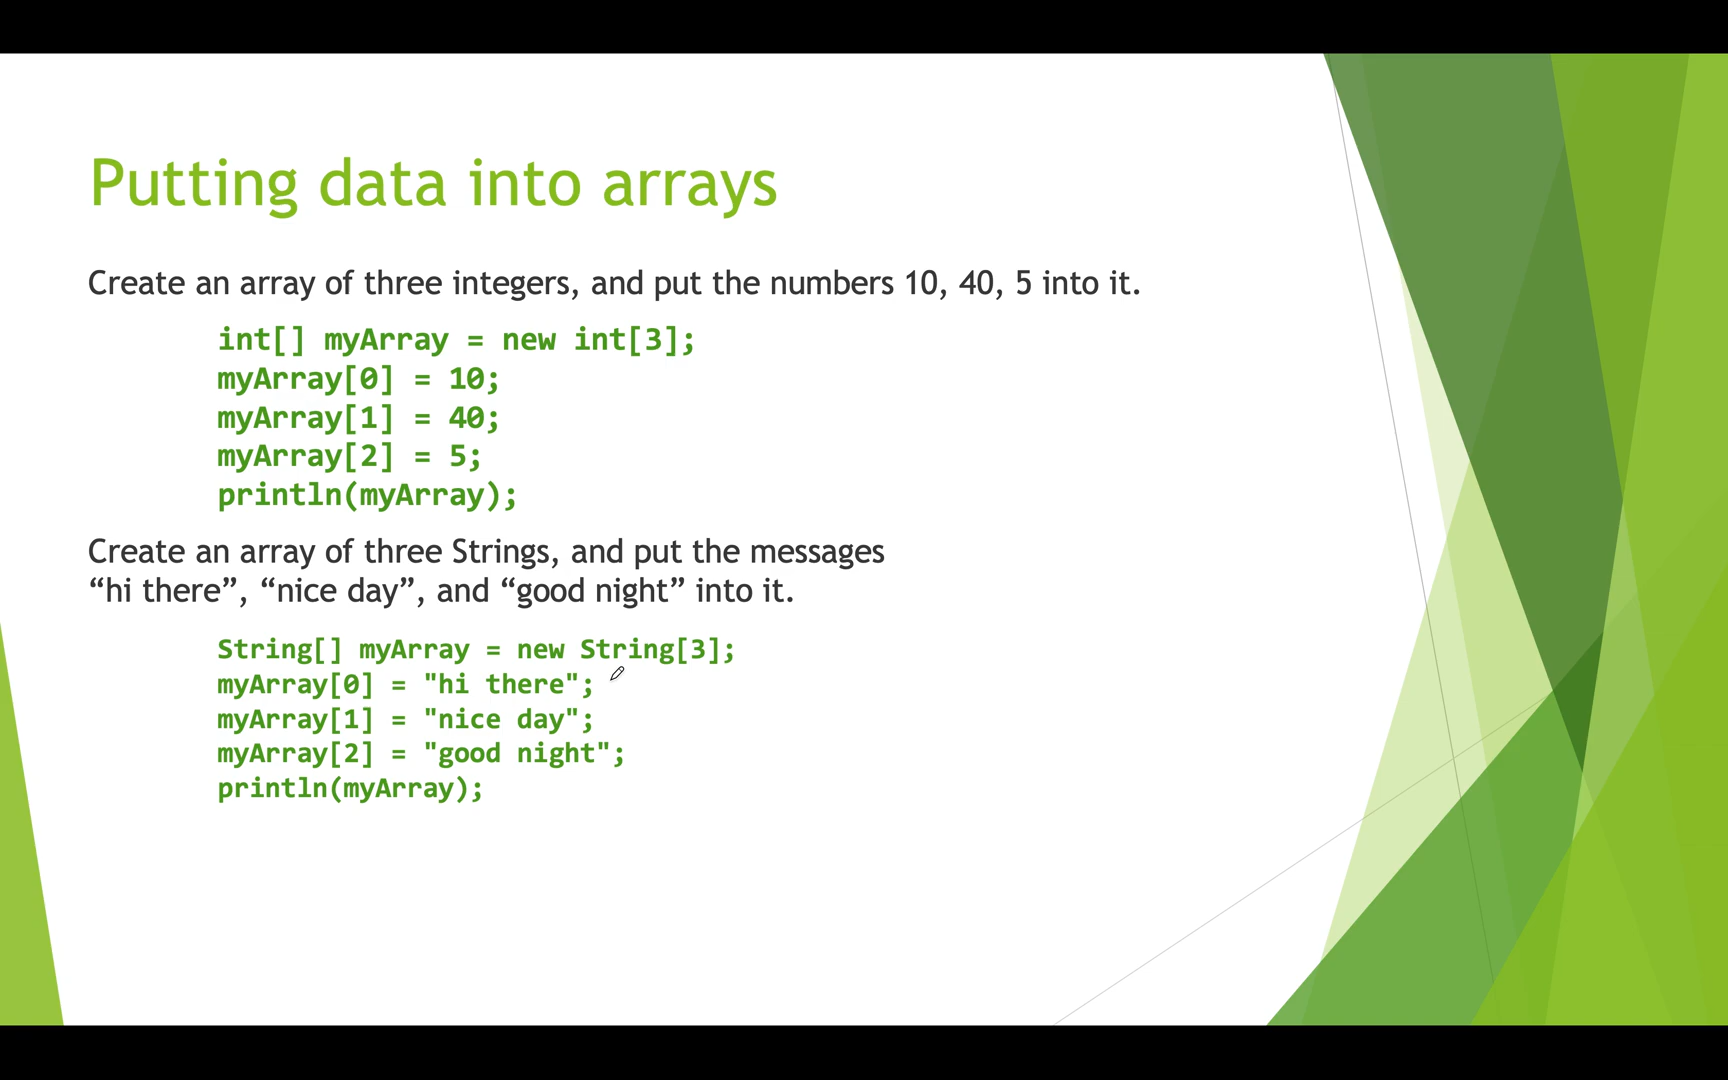 Putting data into arrays
Create an array of three integers, and put the numbers 10, 40, 5 into it.
int[] myArray = new int[3];
myArray[0] = 10;
myArray[1] = 40;
myArray[2] = 5;
println(myArray);
Create an array of three Strings, and put the messages
“hi there”, “nice day”, and “good night” into it.
String[] myArray = new String[3];
myArray[0] = "hi there";
myArray[1] = "nice day";
myArray[2] = "good night";
println(myArray);